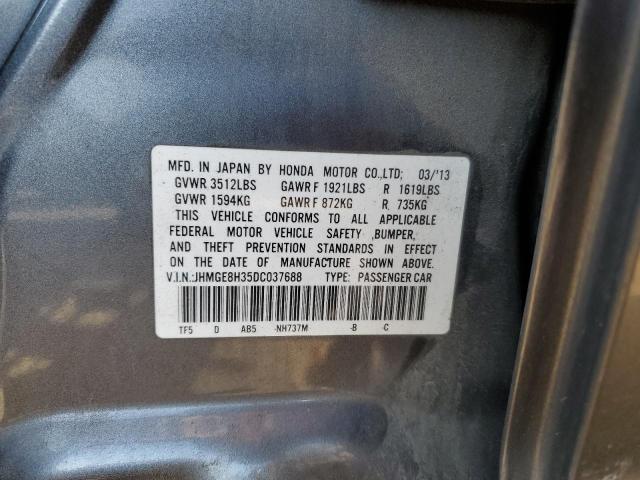 MFD. IN JAPAN BY HONDA MOTOR CO.,LTD; 03/'13
GVWR 3512LBS GAWR F 1921LBS R 1619LBS
GVWR 1594KG GAWR F 872KG R 735KG
THIS VEHICLE CONFORMS TO ALL APPLICABLE
FEDERAL MOTOR VEHICLE SAFETY ,BUMPER,
AND THEFT PREVENTION STANDARDS IN EFFECT
ON THE DATE OF MANUFACTURE SHOWN ABOVE.
V.I.N.:JHMGE8H35DC037688 TYPE: PASSENGER CAR
TF5 D AB5 -NH737M -B -C